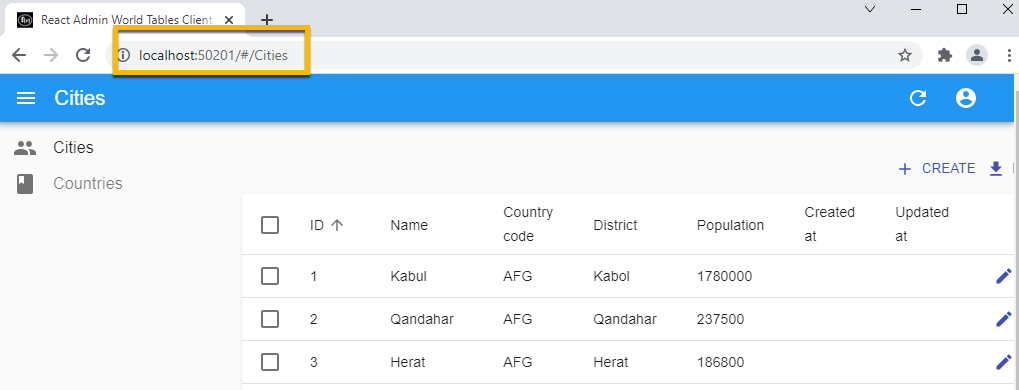 React Admin World Tables Client
localhost:50201/#/Cities
Cities
Cities
Countries
CREATE
ID Name Country code District Population Created at Updated at
1 Kabul AFG Kabol 1780000
2 Qandahar AFG Qandahar 237500
3 Herat AFG Herat 186800